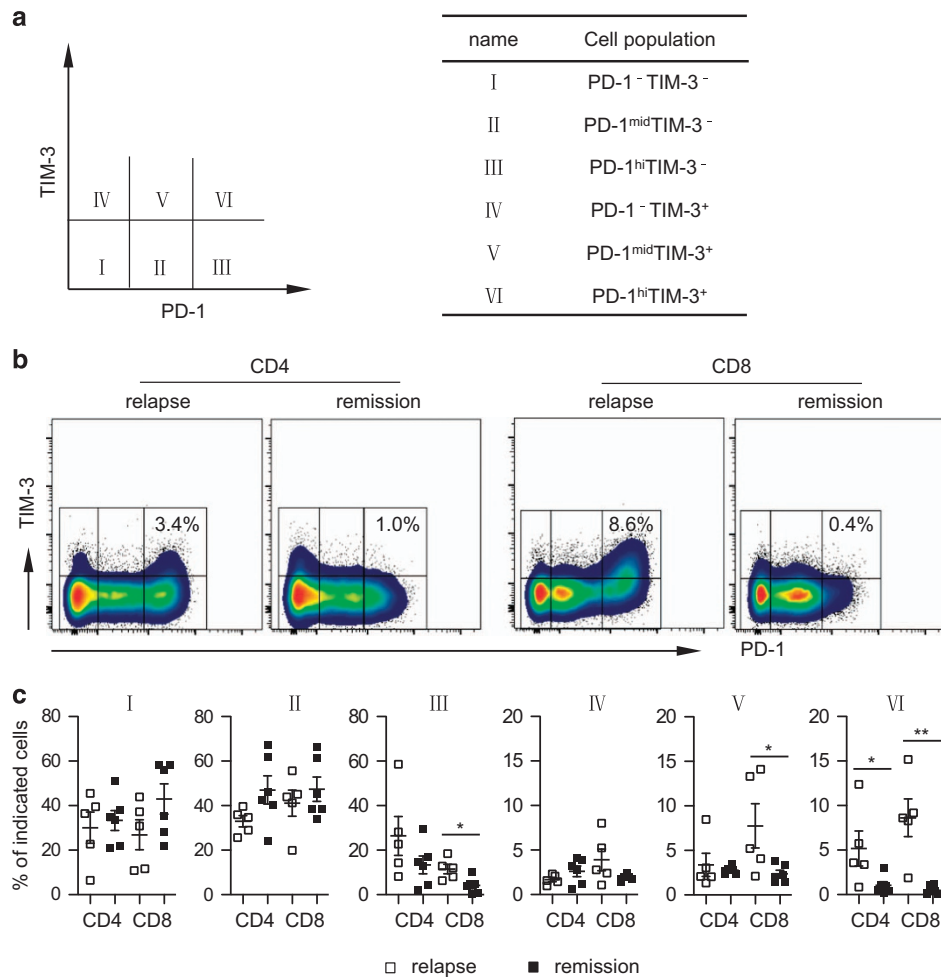 a
TIM-3
IV V VI
I II III
PD-1
name Cell population
I PD-1⁻TIM-3⁻
II PD-1ᵐⁱᵈTIM-3⁻
III PD-1ʰⁱTIM-3⁻
IV PD-1⁻TIM-3⁺
V PD-1ᵐⁱᵈTIM-3⁺
VI PD-1ʰⁱTIM-3⁺
b
CD4 CD8
relapse remission relapse remission
TIM-3
3.4% 1.0% 8.6% 0.4%
PD-1
c
I II III IV V VI
% of indicated cells
80 80 80 20 20 20
60 60 60 15 15 15
40 40 40 10 10 10
20 20 20 5 5 5
0 0 0 0 0 0
* * * **
CD4 CD8 CD4 CD8 CD4 CD8 CD4 CD8 CD4 CD8 CD4 CD8
□ relapse ■ remission